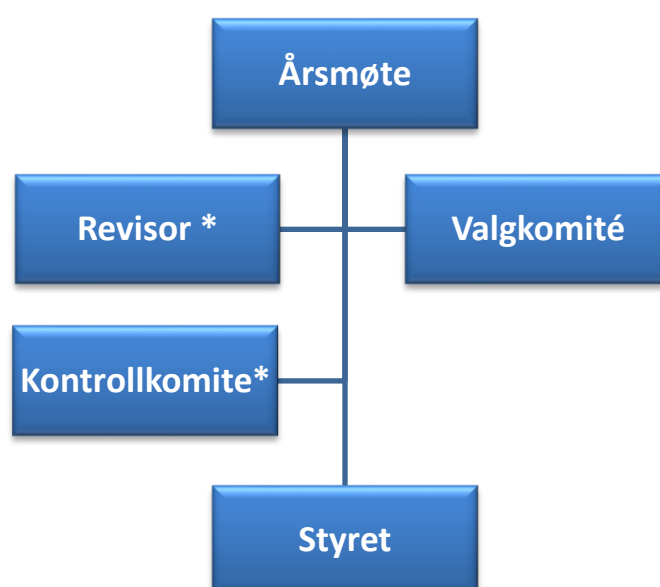 Årsmøte
Revisor *
Valgkomité
Kontrollkomite*
Styret